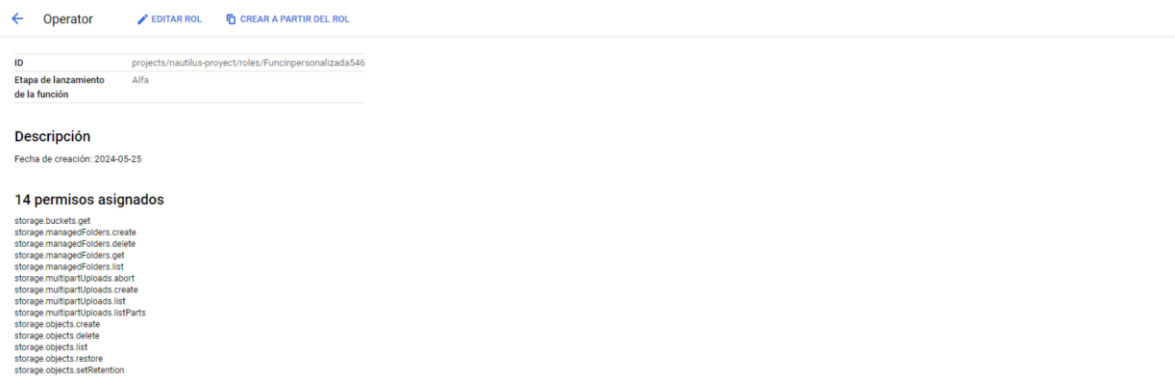 Operator EDITAR ROL CREAR A PARTIR DEL ROL
ID projects/nautilus-proyect/roles/Funcinpersonalizada546
Etapa de lanzamiento Alfa
de la función
Descripción
Fecha de creación: 2024-05-25
14 permisos asignados
storage.buckets.get
storage.managedFolders.create
storage.managedFolders.delete
storage.managedFolders.get
storage.managedFolders.list
storage.multipartUploads.abort
storage.multipartUploads.create
storage.multipartUploads.list
storage.multipartUploads.listParts
storage.objects.create
storage.objects.delete
storage.objects.list
storage.objects.restore
storage.objects.setRetention